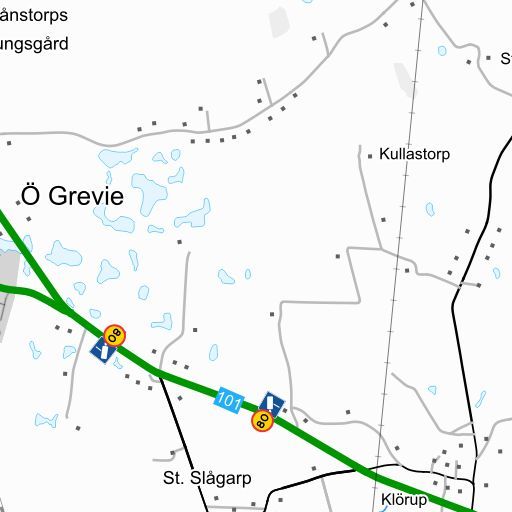 ånstorps
ungsgård
St
Kullastorp
Ö Grevie
80
101
80
St. Slågarp
Klörup